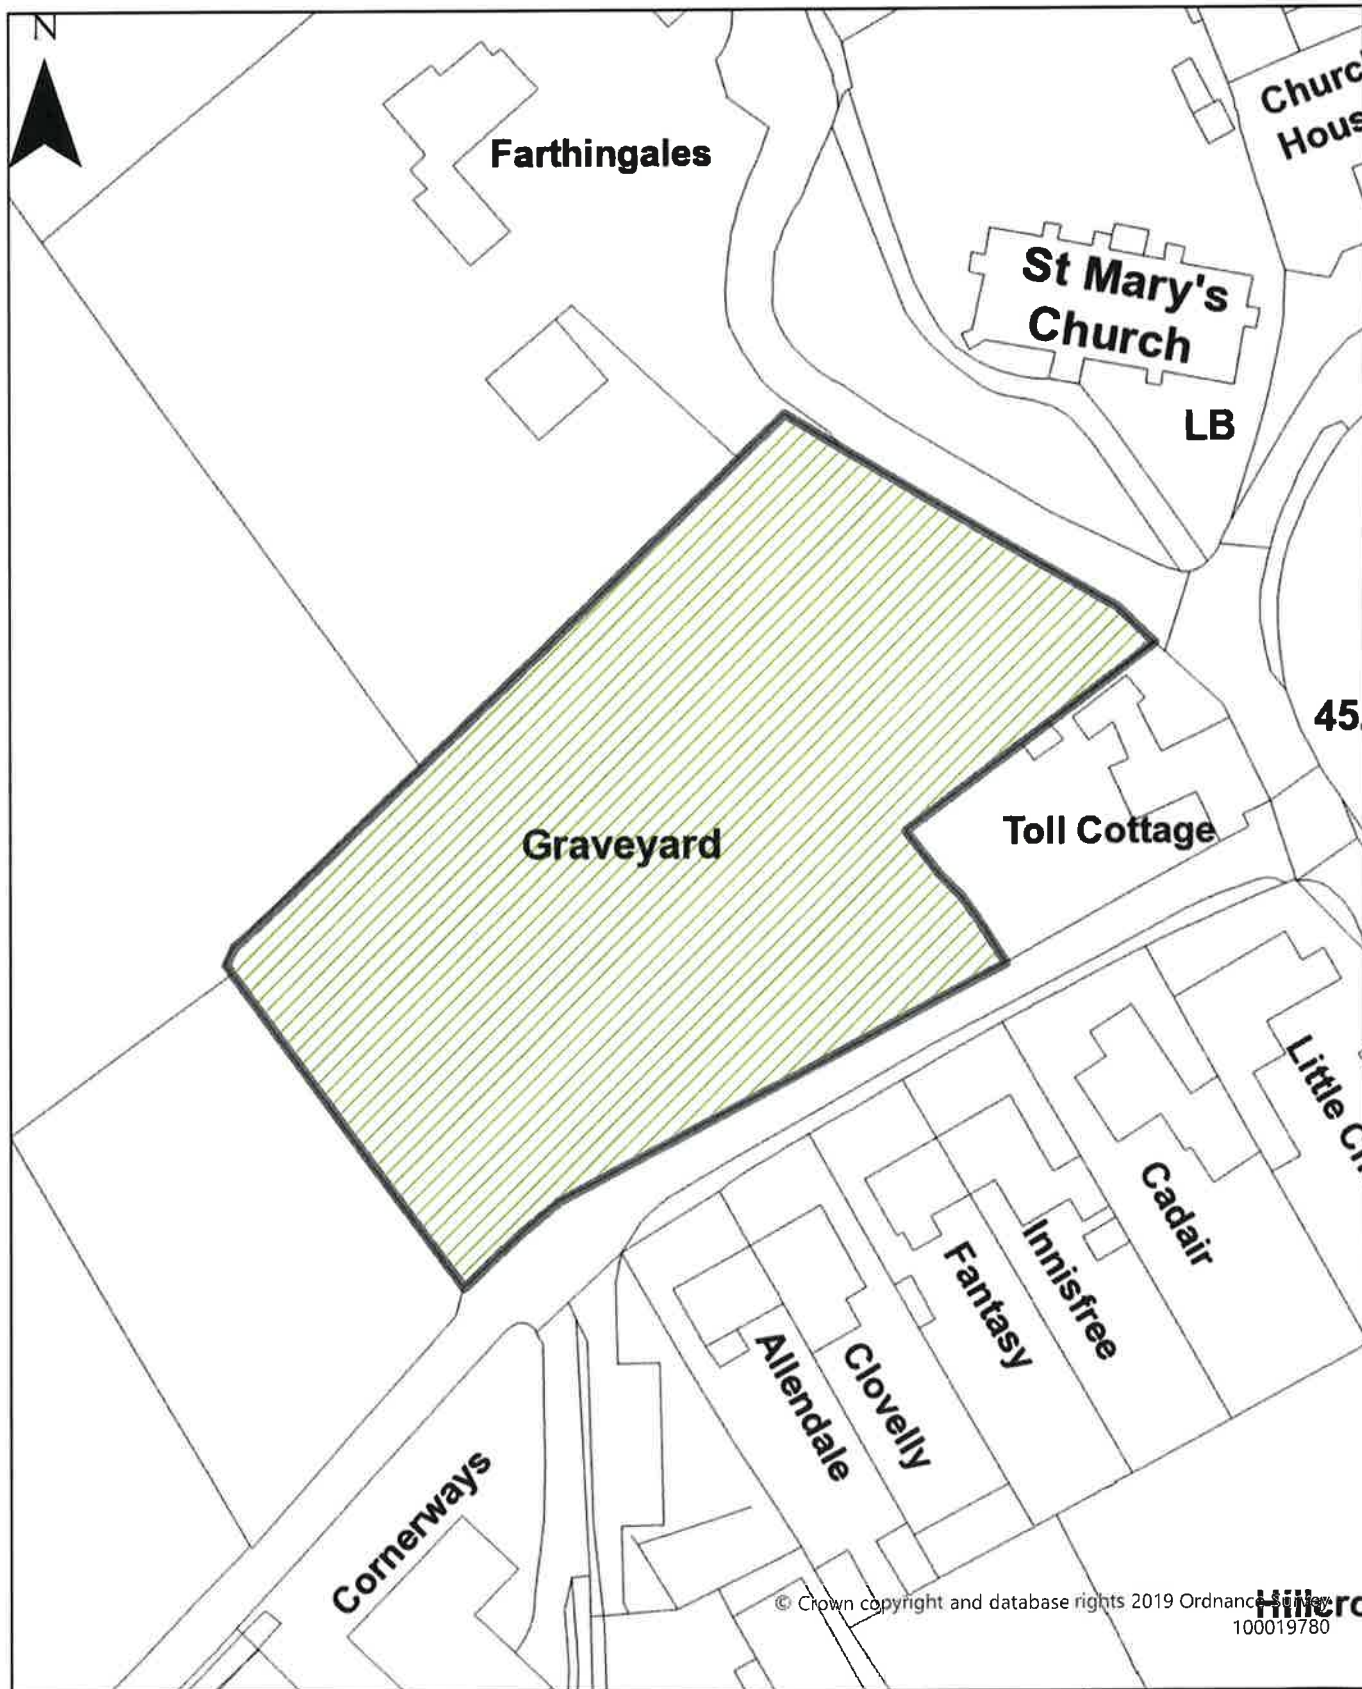 N
Farthingales
St Mary's
Church
LB
Graveyard
Toll Cottage
Cadair
Innisfree
Fantasy
Clovelly
Allendale
Cornerways
© Crown copyright and database rights 2019 Ordnance Survey
100019780